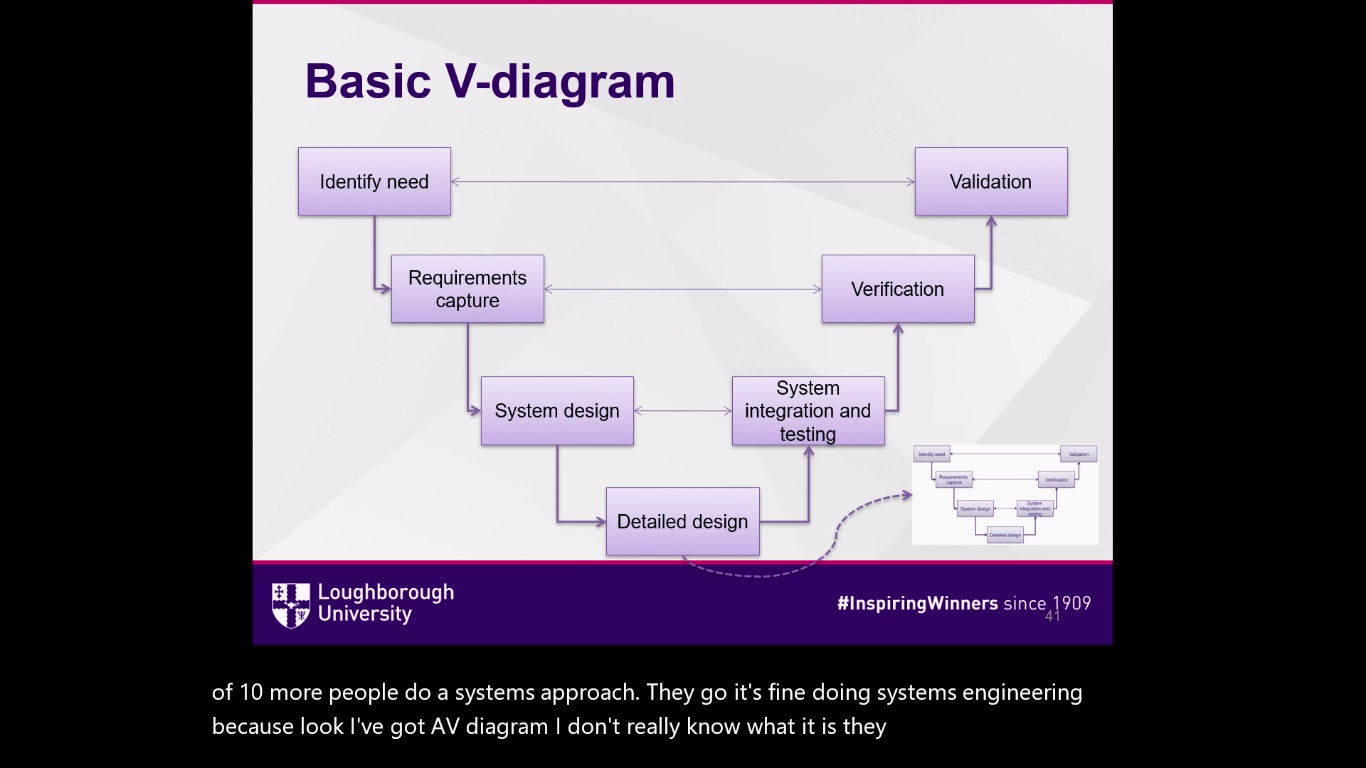 Basic V-diagram
Identify need
Validation
Requirements
capture
Verification
System design
System
integration and
testing
Detailed design
Identify need
Validation
Requirements
capture
Verification
System design
System
integration and
testing
Detailed design
Loughborough
University
#InspiringWinners since 1909
41
of 10 more people do a systems approach. They go it's fine doing systems engineering
because look I've got AV diagram I don't really know what it is they